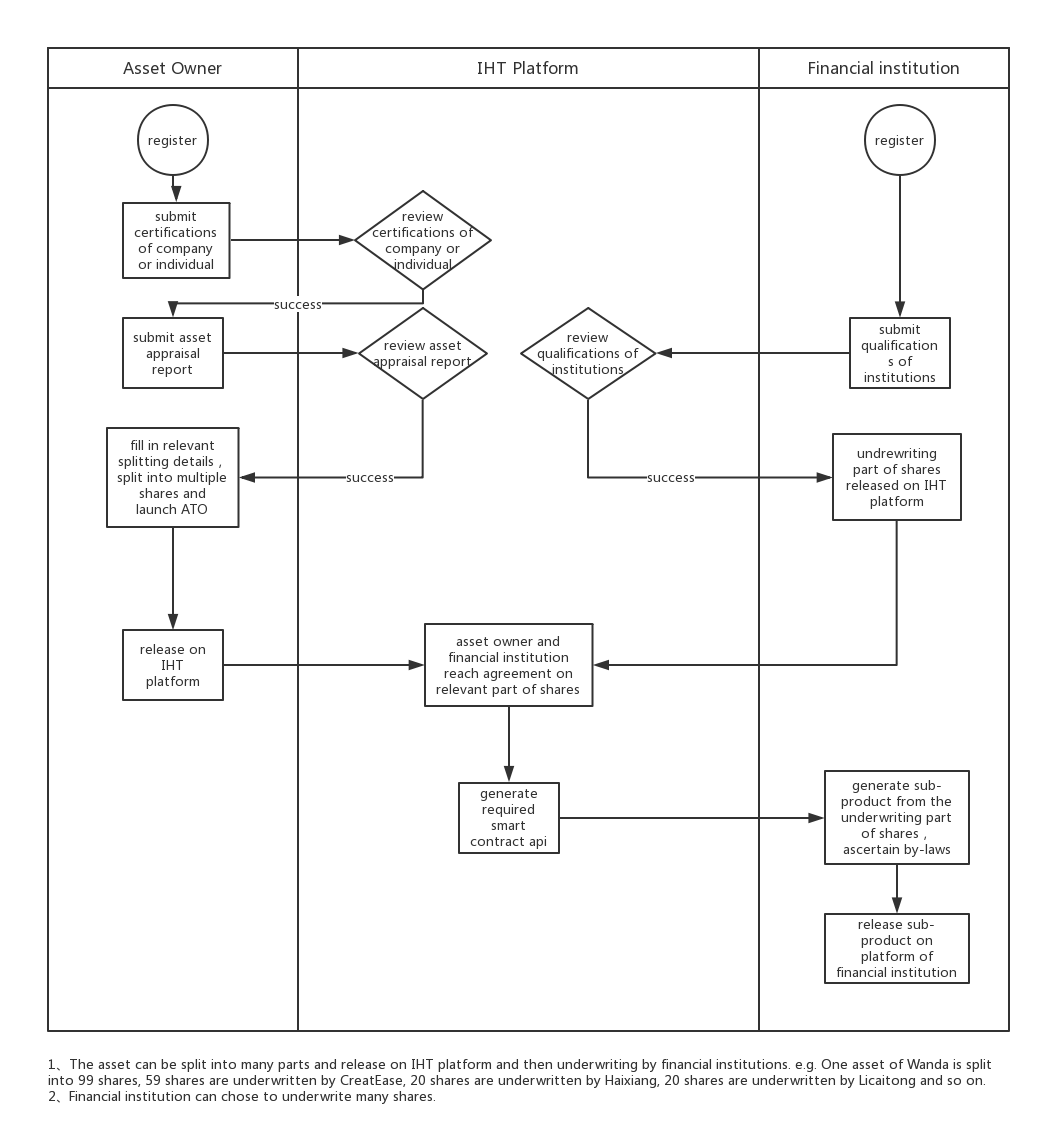 Asset Owner
IHT Platform
Financial institution
register
register
submit
certifications
of company
or individual
review
certifications of
company or
individual
success
submit asset
appraisal
report
review asset
appraisal report
review
qualifications of
institutions
submit
qualification
s of
institutions
fill in relevant
splitting details ,
split into multiple
shares and
launch ATO
success
success
undrewriting
part of shares
released on IHT
platform
release on
IHT
platform
asset owner and
financial institution
reach agreement on
relevant part of shares
generate
required
smart
contract api
generate sub-
product from the
underwriting part
of shares ,
ascertain by-laws
release sub-
product on
platform of
financial institution
1、The asset can be split into many parts and release on IHT platform and then underwriting by financial institutions. e.g. One asset of Wanda is split
into 99 shares, 59 shares are underwritten by CreatEase, 20 shares are underwritten by Haixiang, 20 shares are underwritten by Licaitong and so on.
2、Financial institution can chose to underwrite many shares.